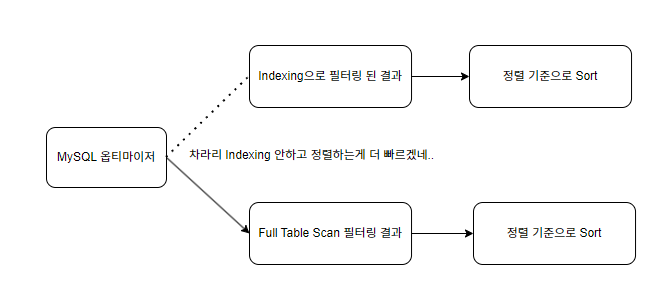 Indexing으로 필터링 된 결과
정렬 기준으로 Sort
MySQL 옵티마이저
차라리 Indexing 안하고 정렬하는게 더 빠르겠네..
Full Table Scan 필터링 결과
정렬 기준으로 Sort